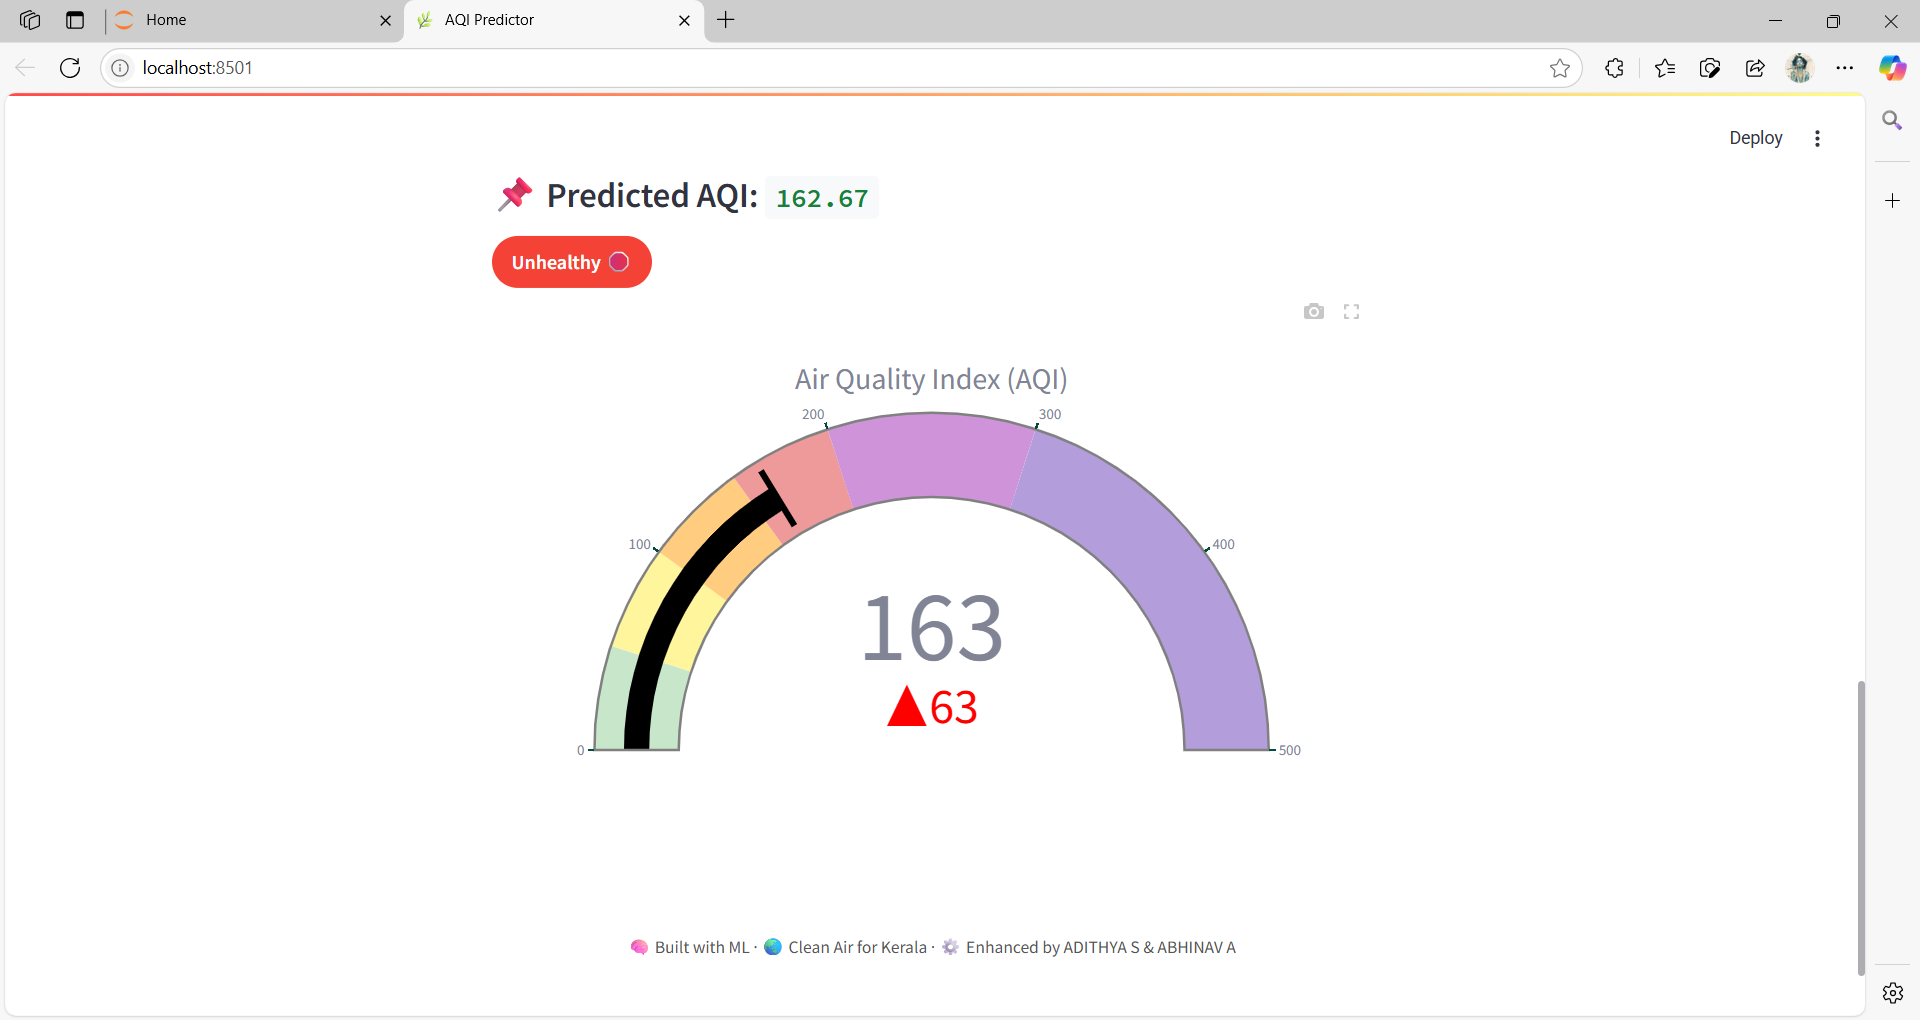 Home
AQI Predictor
localhost:8501
Deploy
Predicted AQI: 162.67
Unhealthy
Air Quality Index (AQI)
200
300
100
400
163
▲63
0
500
Built with ML · Clean Air for Kerala · Enhanced by ADITHYA S & ABHINAV A